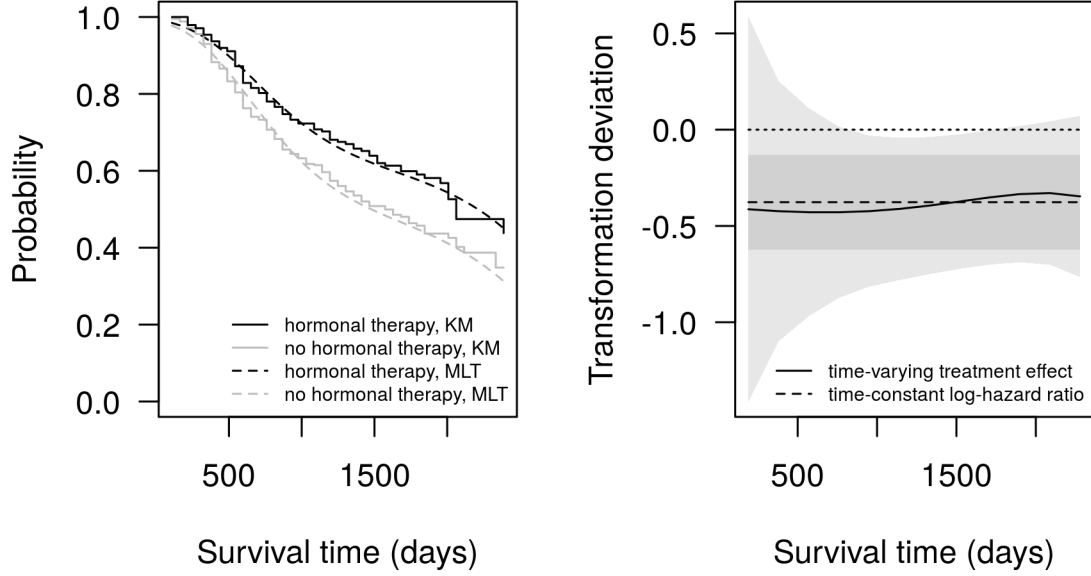 Probability
1.0
0.8
0.6
0.4
0.2
0.0
hormonal therapy, KM
no hormonal therapy, KM
hormonal therapy, MLT
no hormonal therapy, MLT
500
1500
Survival time (days)
Transformation deviation
0.5
0.0
-0.5
-1.0
time-varying treatment effect
time-constant log-hazard ratio
500
1500
Survival time (days)